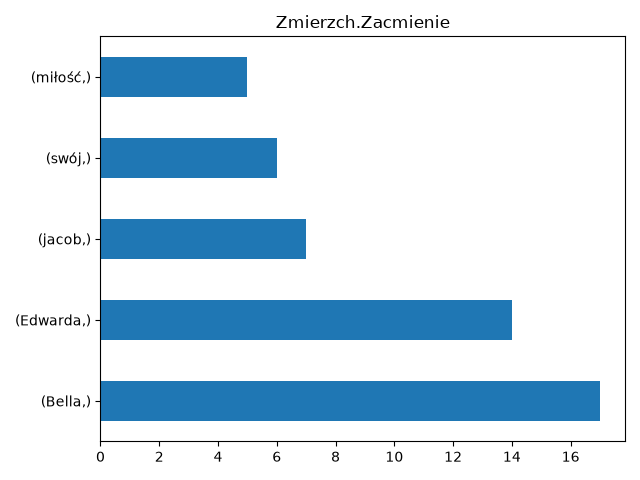 Zmierzch.Zacmienie
(miłość,)
(swój,)
(jacob,)
(Edwarda,)
(Bella,)
0 2 4 6 8 10 12 14 16